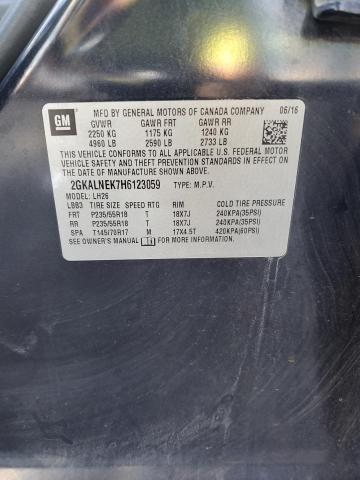 GM
MFD BY GENERAL MOTORS OF CANADA COMPANY 06/16
GVWR GAWR FRT GAWR RR
2250 KG 1175 KG 1240 KG
4960 LB 2590 LB 2733 LB
THIS VEHICLE CONFORMS TO ALL APPLICABLE U.S. FEDERAL MOTOR
VEHICLE SAFETY AND THEFT PREVENTION STANDARDS IN EFFECT ON
THE DATE OF MANUFACTURE SHOWN ABOVE.
2GKALNEK7H6123059 TYPE: M.P.V.
MODEL: LH26
LBB3 TIRE SIZE SPEED RTG RIM COLD TIRE PRESSURE
FRT P235/55R18 T 18X7J 240KPA(35PSI)
RR P235/55R18 T 18X7J 240KPA(35PSI)
SPA T145/70R17 M 17X4.5T 420KPA(60PSI)
SEE OWNER'S MANUAL FOR MORE INFORMATION.